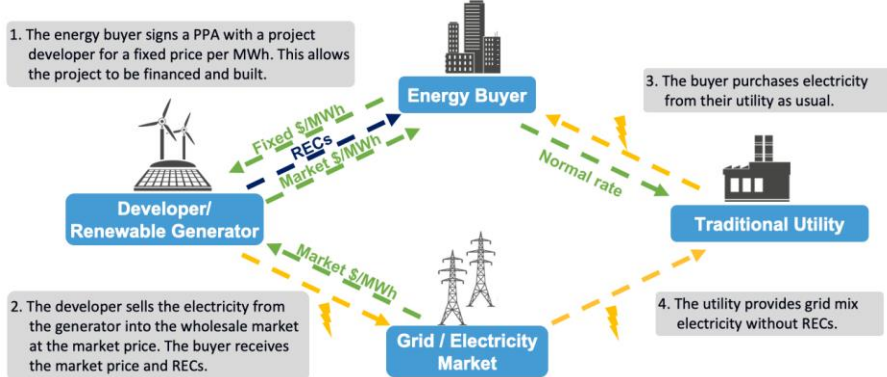 1. The energy buyer signs a PPA with a project
developer for a fixed price per MWh. This allows
the project to be financed and built.
Energy Buyer
3. The buyer purchases electricity
from their utility as usual.
Fixed $/MWh
RECs
Market $/MWh
Normal rate
Developer/
Renewable Generator
Traditional Utility
Market $/MWh
2. The developer sells the electricity from
the generator into the wholesale market
at the market price. The buyer receives
the market price and RECs.
Grid / Electricity
Market
4. The utility provides grid mix
electricity without RECs.